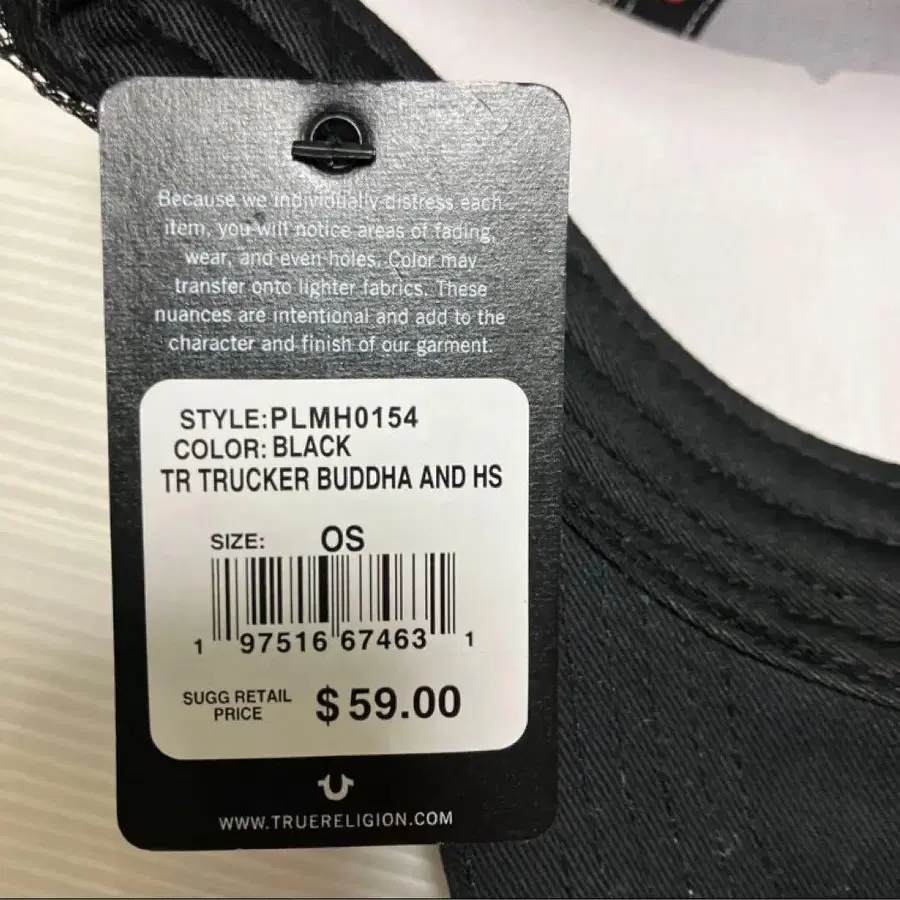 Because we individually distress each
item, you will notice areas of fading,
wear, and even holes. Color may
transfer onto lighter fabrics. These
nuances are intentional and add to the
character and finish of our garment.
STYLE:PLMH0154
COLOR: BLACK
TR TRUCKER BUDDHA AND HS
SIZE: OS
1 97516 67463 1
SUGG RETAIL PRICE $59.00
WWW.TRUERELIGION.COM